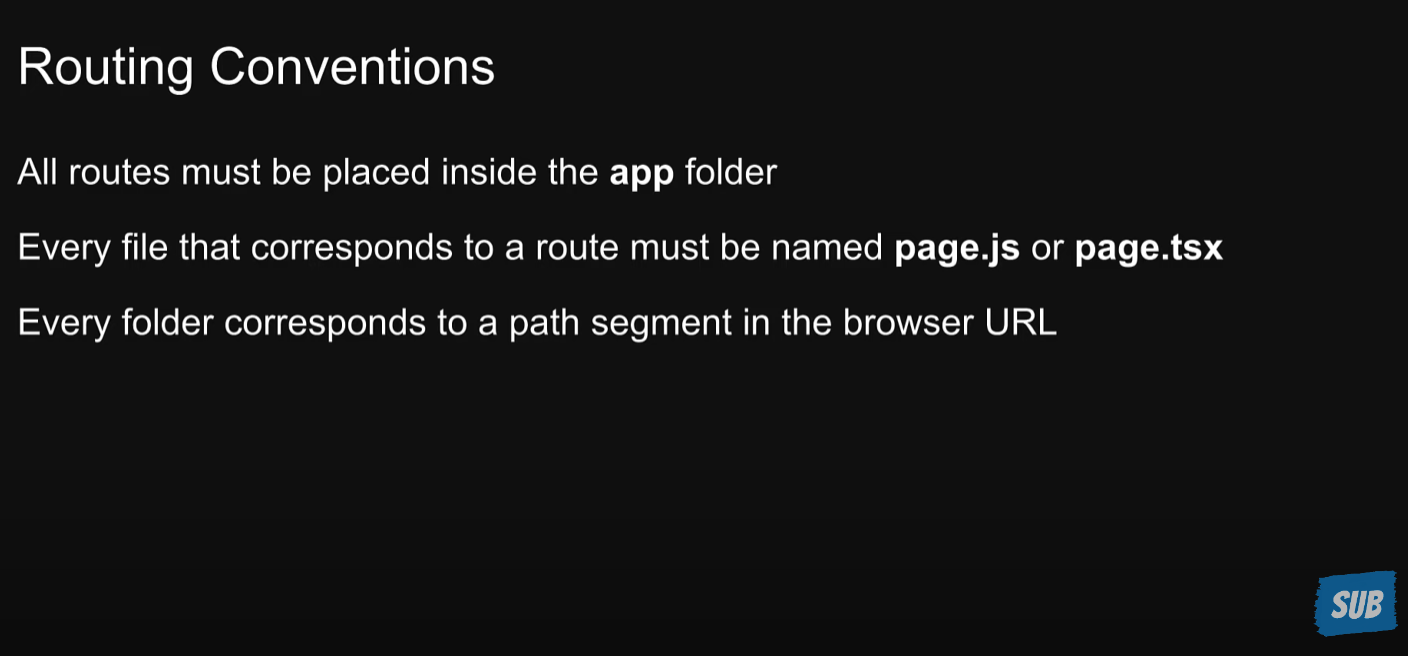 Routing Conventions
All routes must be placed inside the app folder
Every file that corresponds to a route must be named page.js or page.tsx
Every folder corresponds to a path segment in the browser URL
SUB